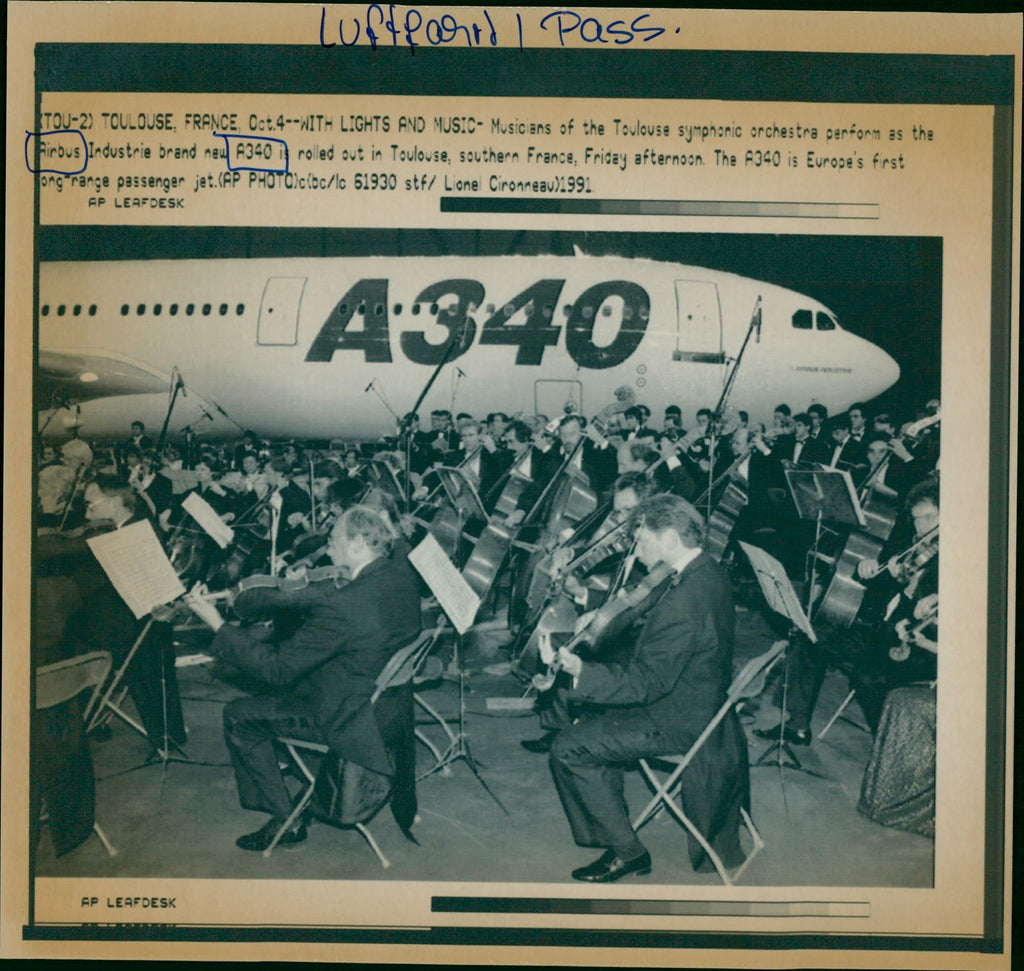 Luftfahrt / Pass.
(TOU-2) TOULOUSE, FRANCE, Oct.4--WITH LIGHTS AND MUSIC- Musicians of the Toulouse symphonic orchestra perform as the
Airbus Industrie brand new A340 is rolled out in Toulouse, southern France, Friday afternoon. The A340 is Europe's first
ong-range passenger jet.(AP PHOTO)c(bc/lc 61930 stf/ Lionel Cironneau)1991.
AP LEAFDESK
A340
AIRBUS INDUSTRIE
AP LEAFDESK